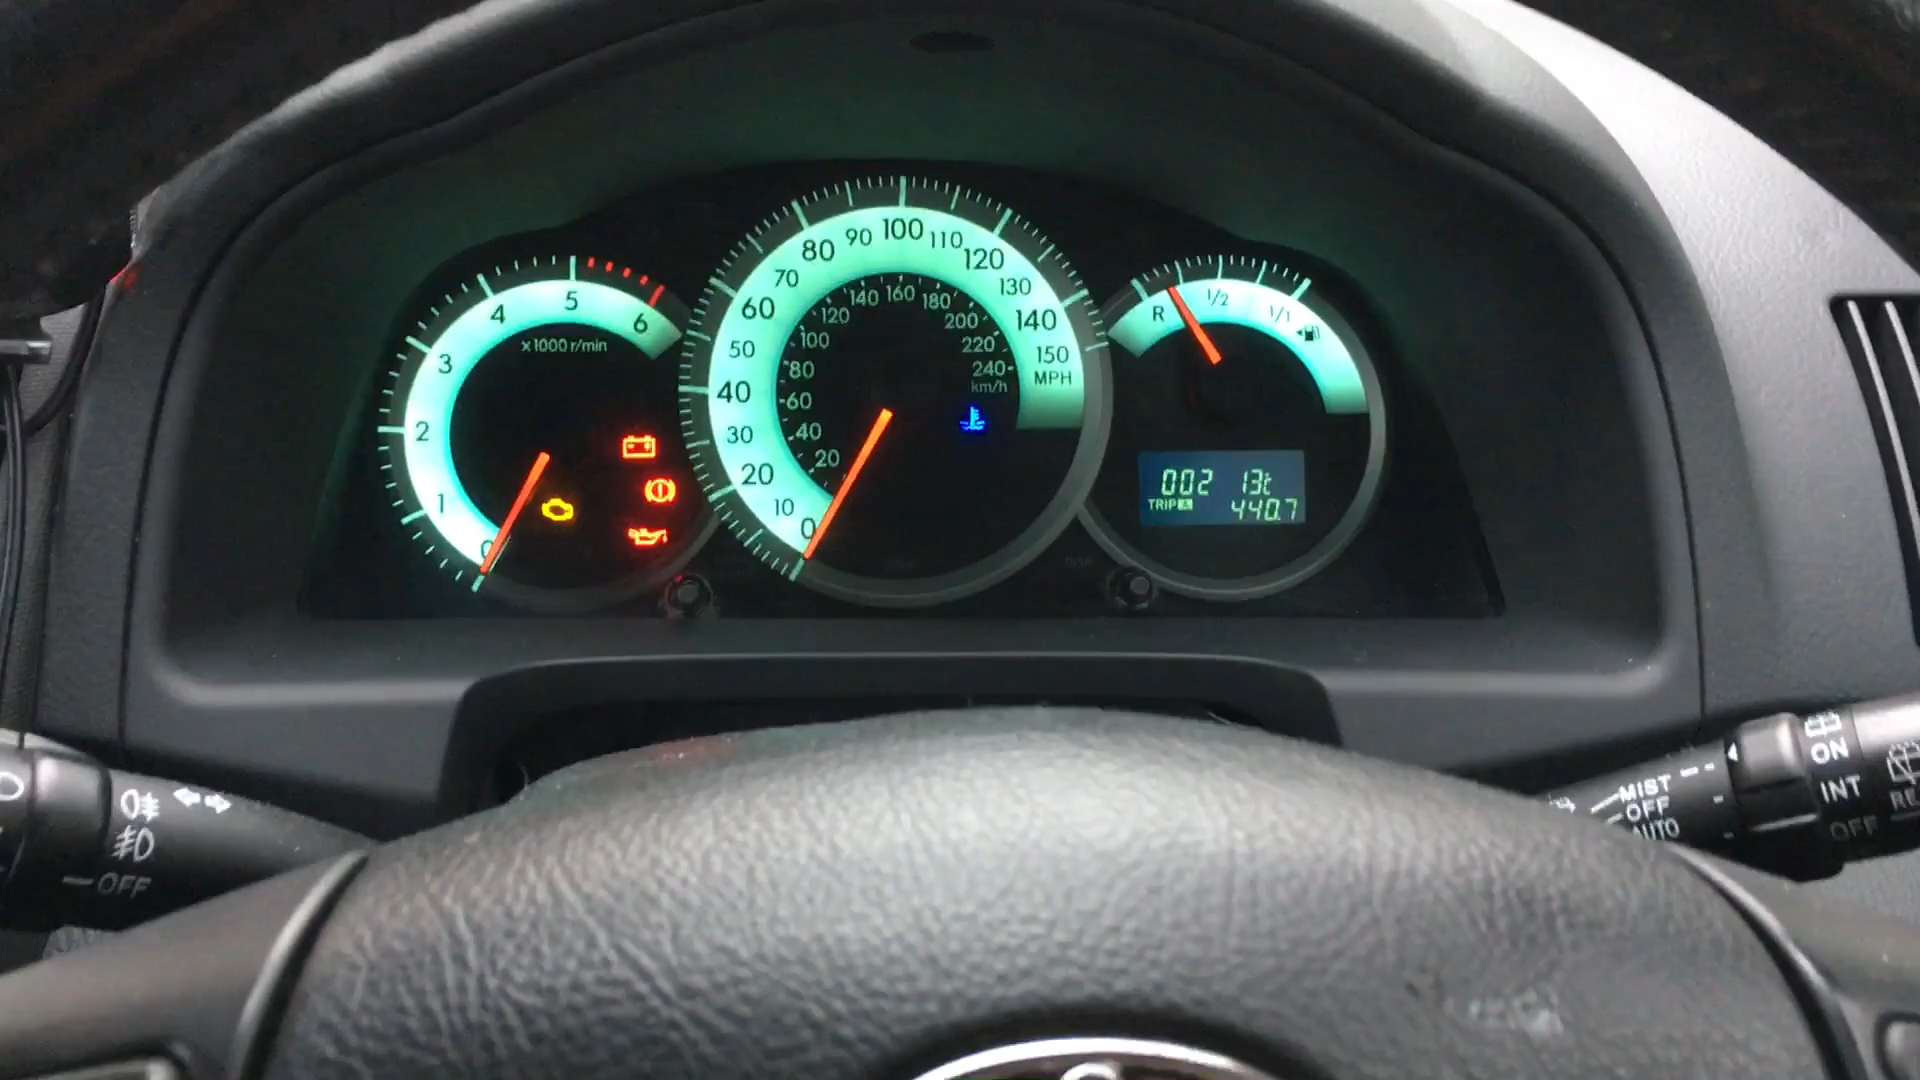 0 1 2 3 4 5 6
x1000 r/min
0 10 20 30 40 50 60 70 80 90 100 110 120 130 140 150
MPH
20 40 60 80 100 120 140 160 180 200 220 240
km/h
R 1/2 1/1
002 13c
TRIP A 440.7
DISP
OFF
MIST
OFF
AUTO
ON
INT
OFF